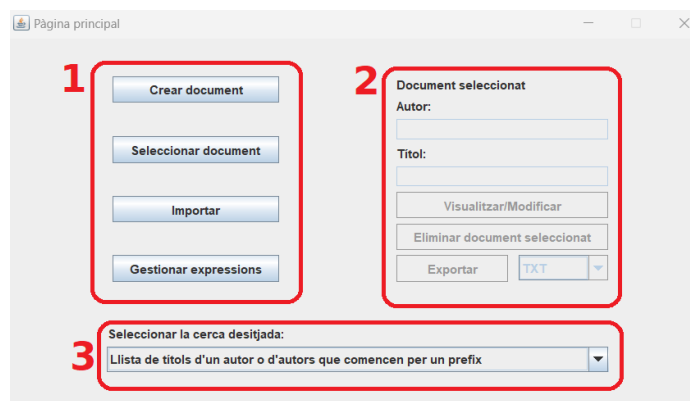 Pàgina principal
1
Crear document
Seleccionar document
Importar
Gestionar expressions
2
Document seleccionat
Autor:
Títol:
Visualitzar/Modificar
Eliminar document seleccionat
Exportar
TXT
3
Seleccionar la cerca desitjada:
Llista de títols d'un autor o d'autors que comencen per un prefix